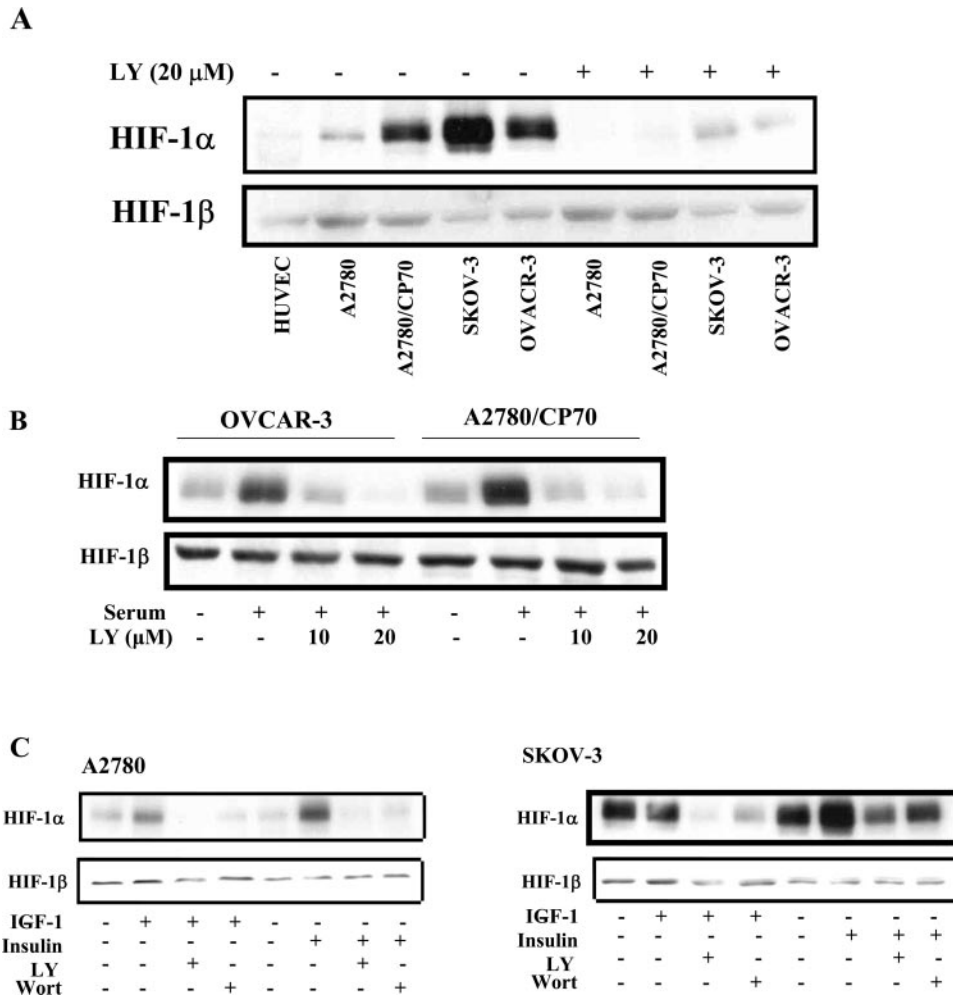 A
LY (20 μM) - - - - - + + + +
HIF-1α
HIF-1β
HUVEC A2780 A2780/CP70 SKOV-3 OVACR-3 A2780 A2780/CP70 SKOV-3 OVACR-3
B
OVCAR-3 A2780/CP70
HIF-1α
HIF-1β
Serum - + + + - + + +
LY (μM) - - 10 20 - - 10 20
C
A2780
HIF-1α
HIF-1β
IGF-1 - + + + - - - -
Insulin - - - - - + + +
LY - - + - - - + -
Wort - - - + - - - +
SKOV-3
HIF-1α
HIF-1β
IGF-1 - + + + - - - -
Insulin - - - - - + + +
LY - - + - - - + -
Wort - - - + - - - +